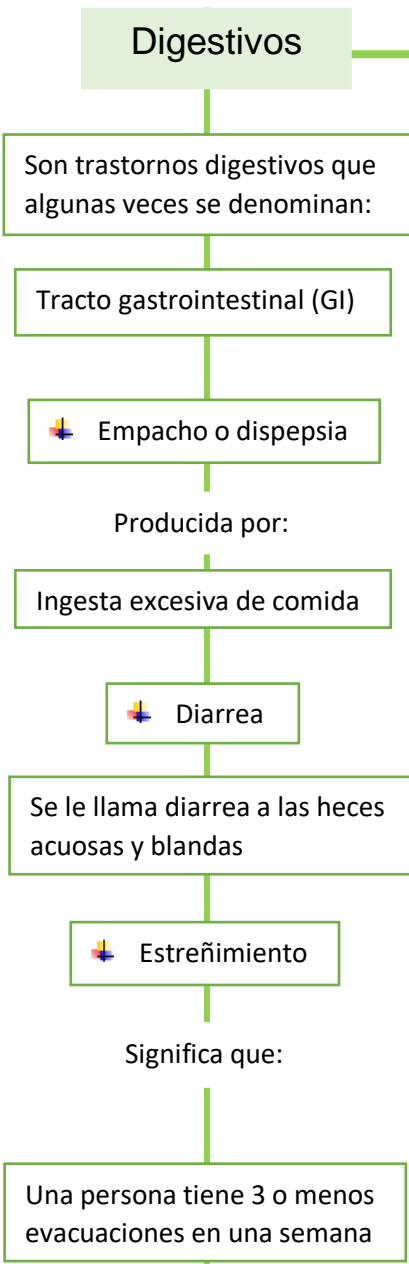 Digestivos
Son trastornos digestivos que
algunas veces se denominan:
Tracto gastrointestinal (GI)
Empacho o dispepsia
Producida por:
Ingesta excesiva de comida
Diarrea
Se le llama diarrea a las heces
acuosas y blandas
Estreñimiento
Significa que:
Una persona tiene 3 o menos
evacuaciones en una semana